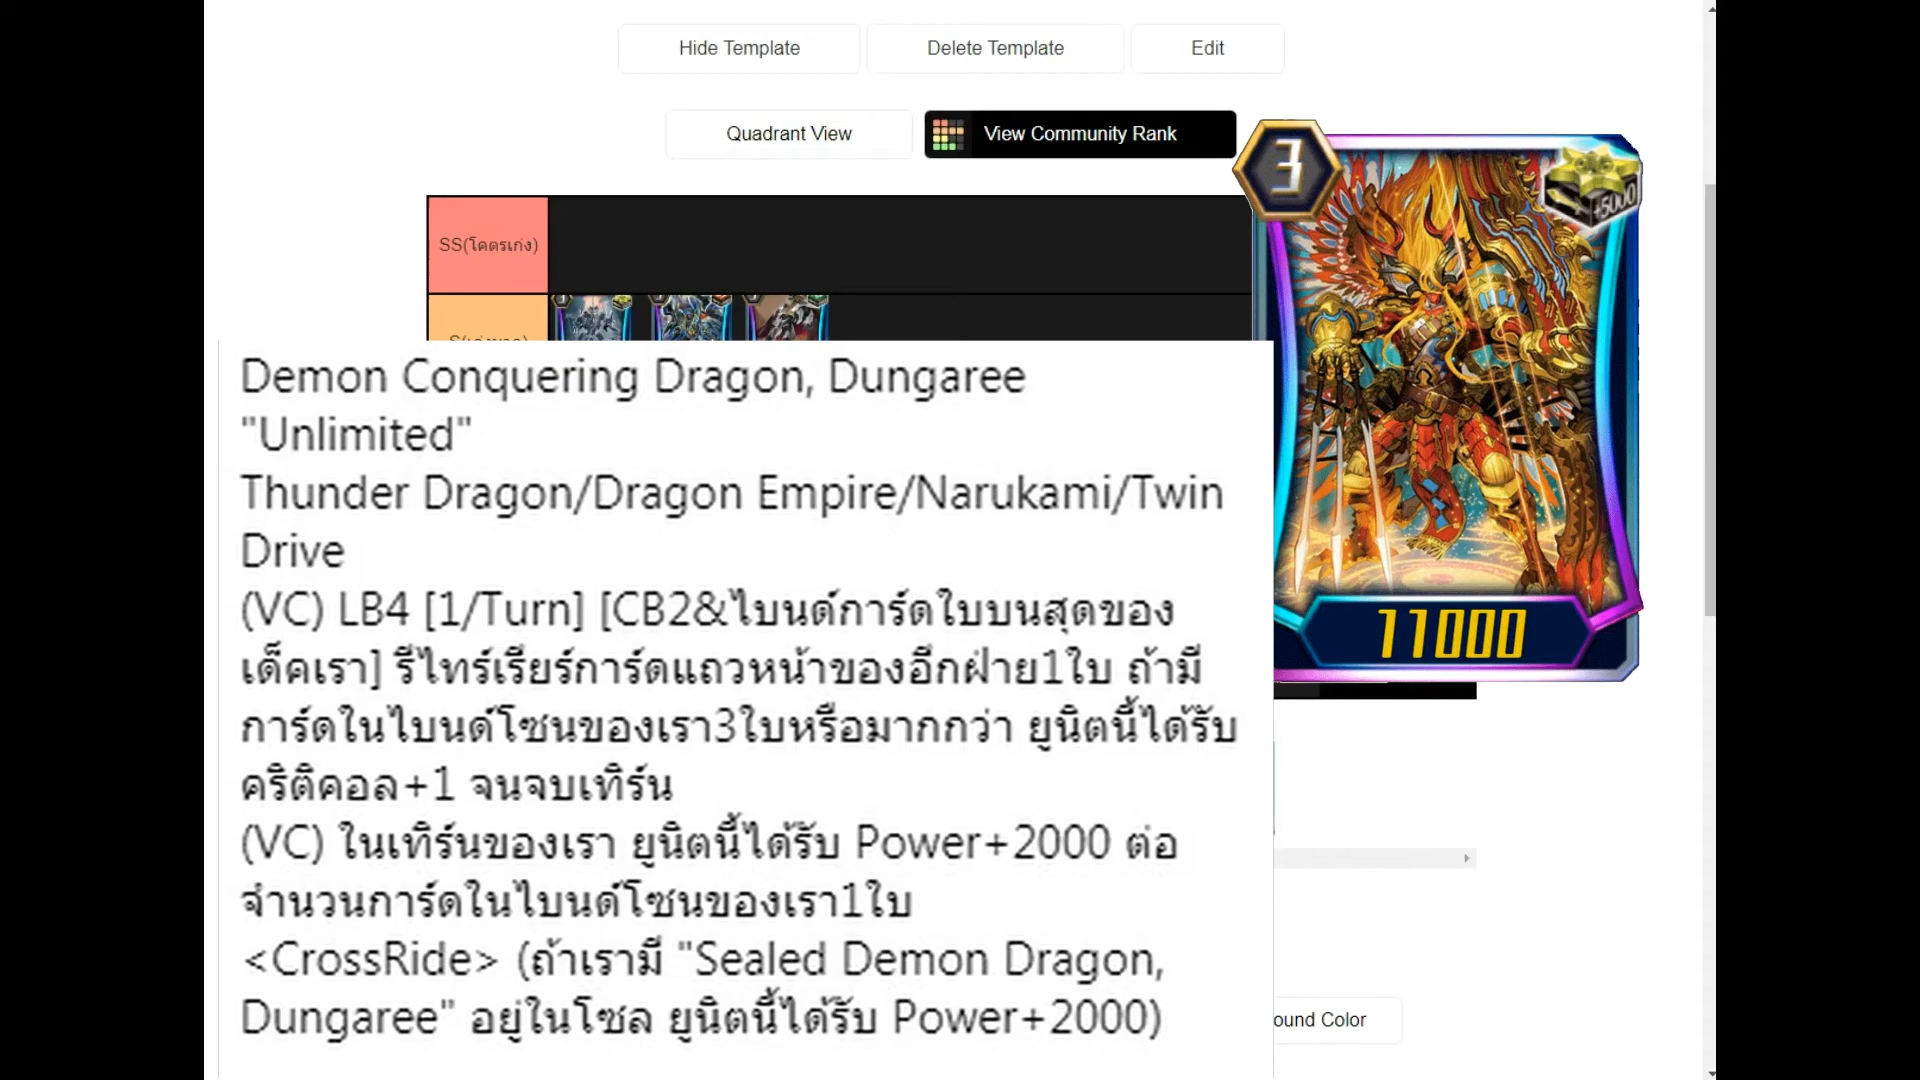 Hide Template
Delete Template
Edit
Quadrant View
View Community Rank
3
+5000
SS(โคตรเก่ง)
Demon Conquering Dragon, Dungaree
"Unlimited"
Thunder Dragon/Dragon Empire/Narukami/Twin
Drive
(VC) LB4 [1/Turn] [CB2&ไบนด์การ์ดใบบนสุดของ
เด็คเรา] รีไทร์เรียร์การ์ดแถวหน้าของอีกฝ่าย1ใบ ถ้ามี
การ์ดในไบนด์โซนของเรา3ใบหรือมากกว่า ยูนิตนี้ได้รับ
คริติคอล+1 จนจบเทิร์น
(VC) ในเทิร์นของเรา ยูนิตนี้ได้รับ Power+2000 ต่อ
จำนวนการ์ดในไบนด์โซนของเรา1ใบ
<CrossRide> (ถ้าเรามี "Sealed Demon Dragon,
Dungaree" อยู่ในโซล ยูนิตนี้ได้รับ Power+2000)
11000
ound Color